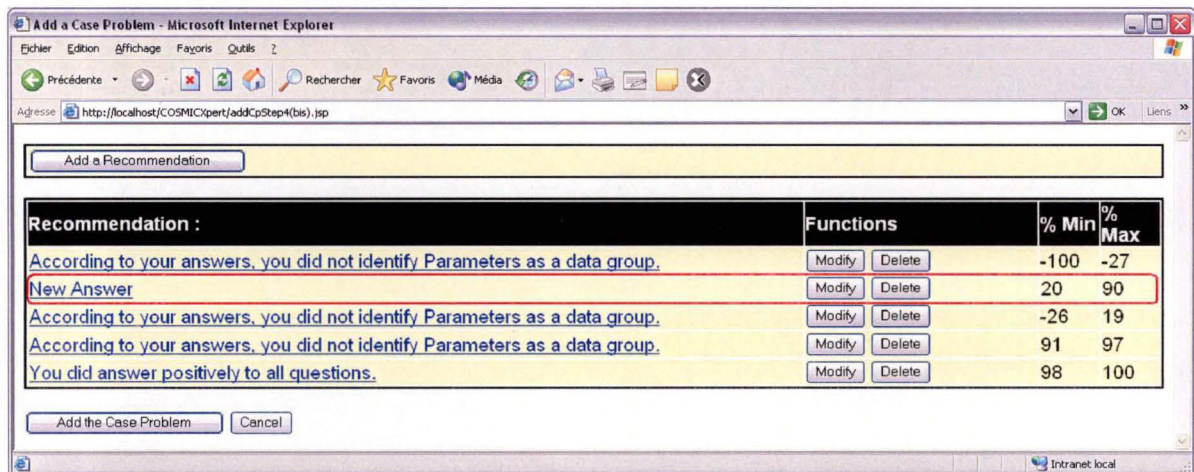 Add a Case Problem - Microsoft Internet Explorer
Fichier Edition Affichage Favoris Outils ?
Précédente Rechercher Favoris Média
Adresse http://localhost/COSMICXpert/addCpStep4(bis).jsp OK Liens »
Add a Recommendation
Recommendation : Functions % Min % Max
According to your answers, you did not identify Parameters as a data group. Modify Delete -100 -27
New Answer Modify Delete 20 90
According to your answers, you did not identify Parameters as a data group. Modify Delete -26 19
According to your answers, you did not identify Parameters as a data group. Modify Delete 91 97
You did answer positively to all questions. Modify Delete 98 100
Add the Case Problem Cancel
Intranet local